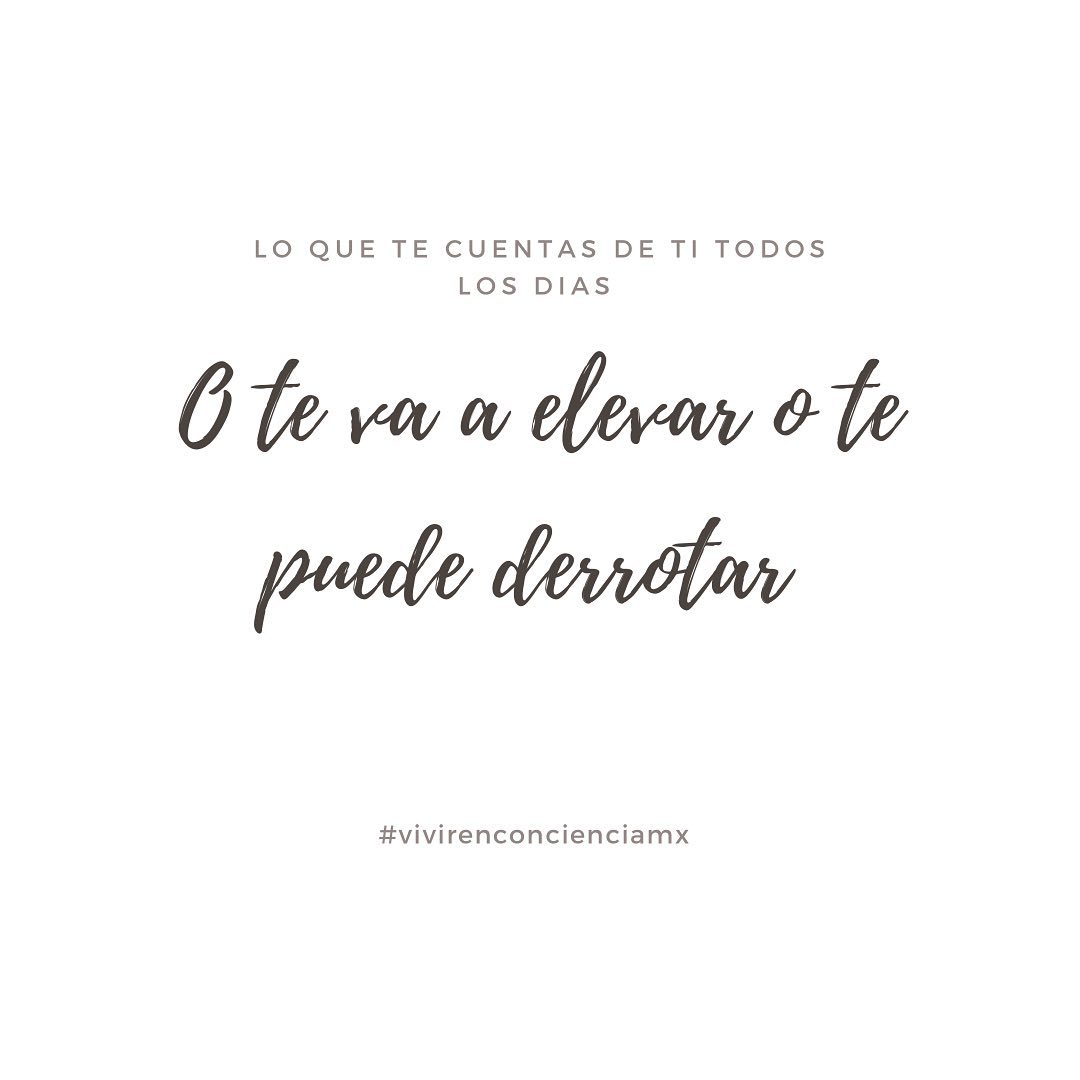 LO QUE TE CUENTAS DE TI TODOS
LOS DIAS
O te va a elevar o te
puede derrotar
#vivirenconcienciamx